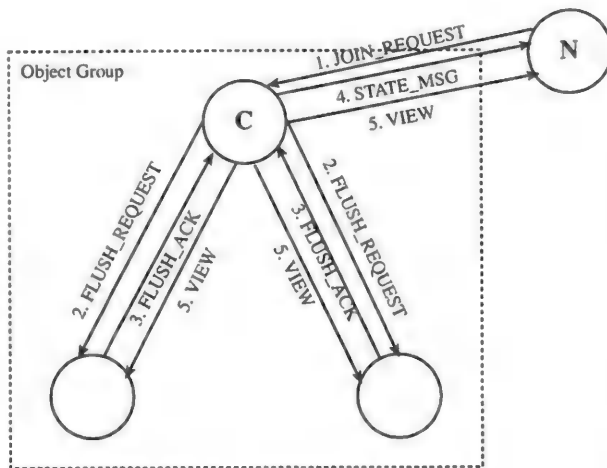 1. JOIN_REQUEST
N
Object Group
4. STATE_MSG
C
5. VIEW
2. FLUSH_REQUEST
3. FLUSH_ACK
5. VIEW
5. VIEW
3. FLUSH_ACK
2. FLUSH_REQUEST